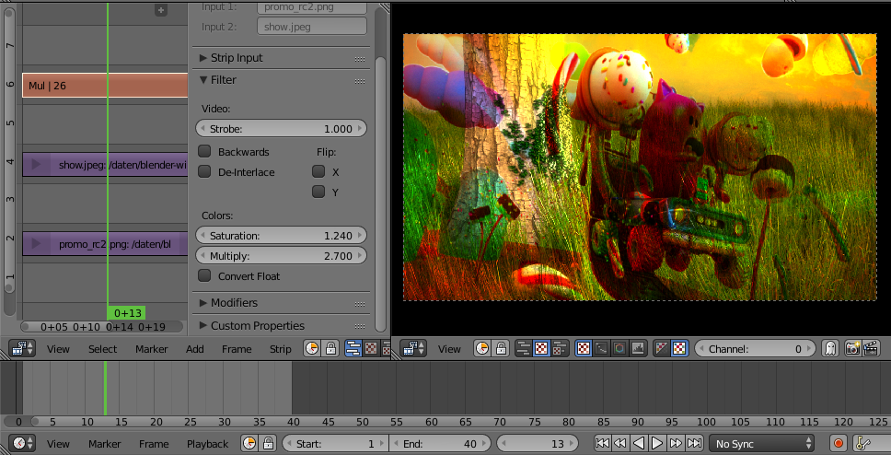 Input 1: promo_rc2.png
Input 2: show.jpeg
Strip Input
Filter
Video:
Strobe: 1.000
Backwards Flip:
De-Interlace X
Y
Colors:
Saturation: 1.240
Multiply: 2.700
Convert Float
Modifiers
Custom Properties
7
6
5
4
3
2
1
Mul | 26
show.jpeg: /daten/blender-wi
promo_rc2.png: /daten/bl
0+13
0+05 0+10 0+14 0+19
View Select Marker Add Frame Strip
View Channel: 0
0 5 10 15 20 25 30 35 40 45 50 55 60 65 70 75 80 85 90 95 100 105 110 115 120 125
View Marker Frame Playback Start: 1 End: 40 13 No Sync